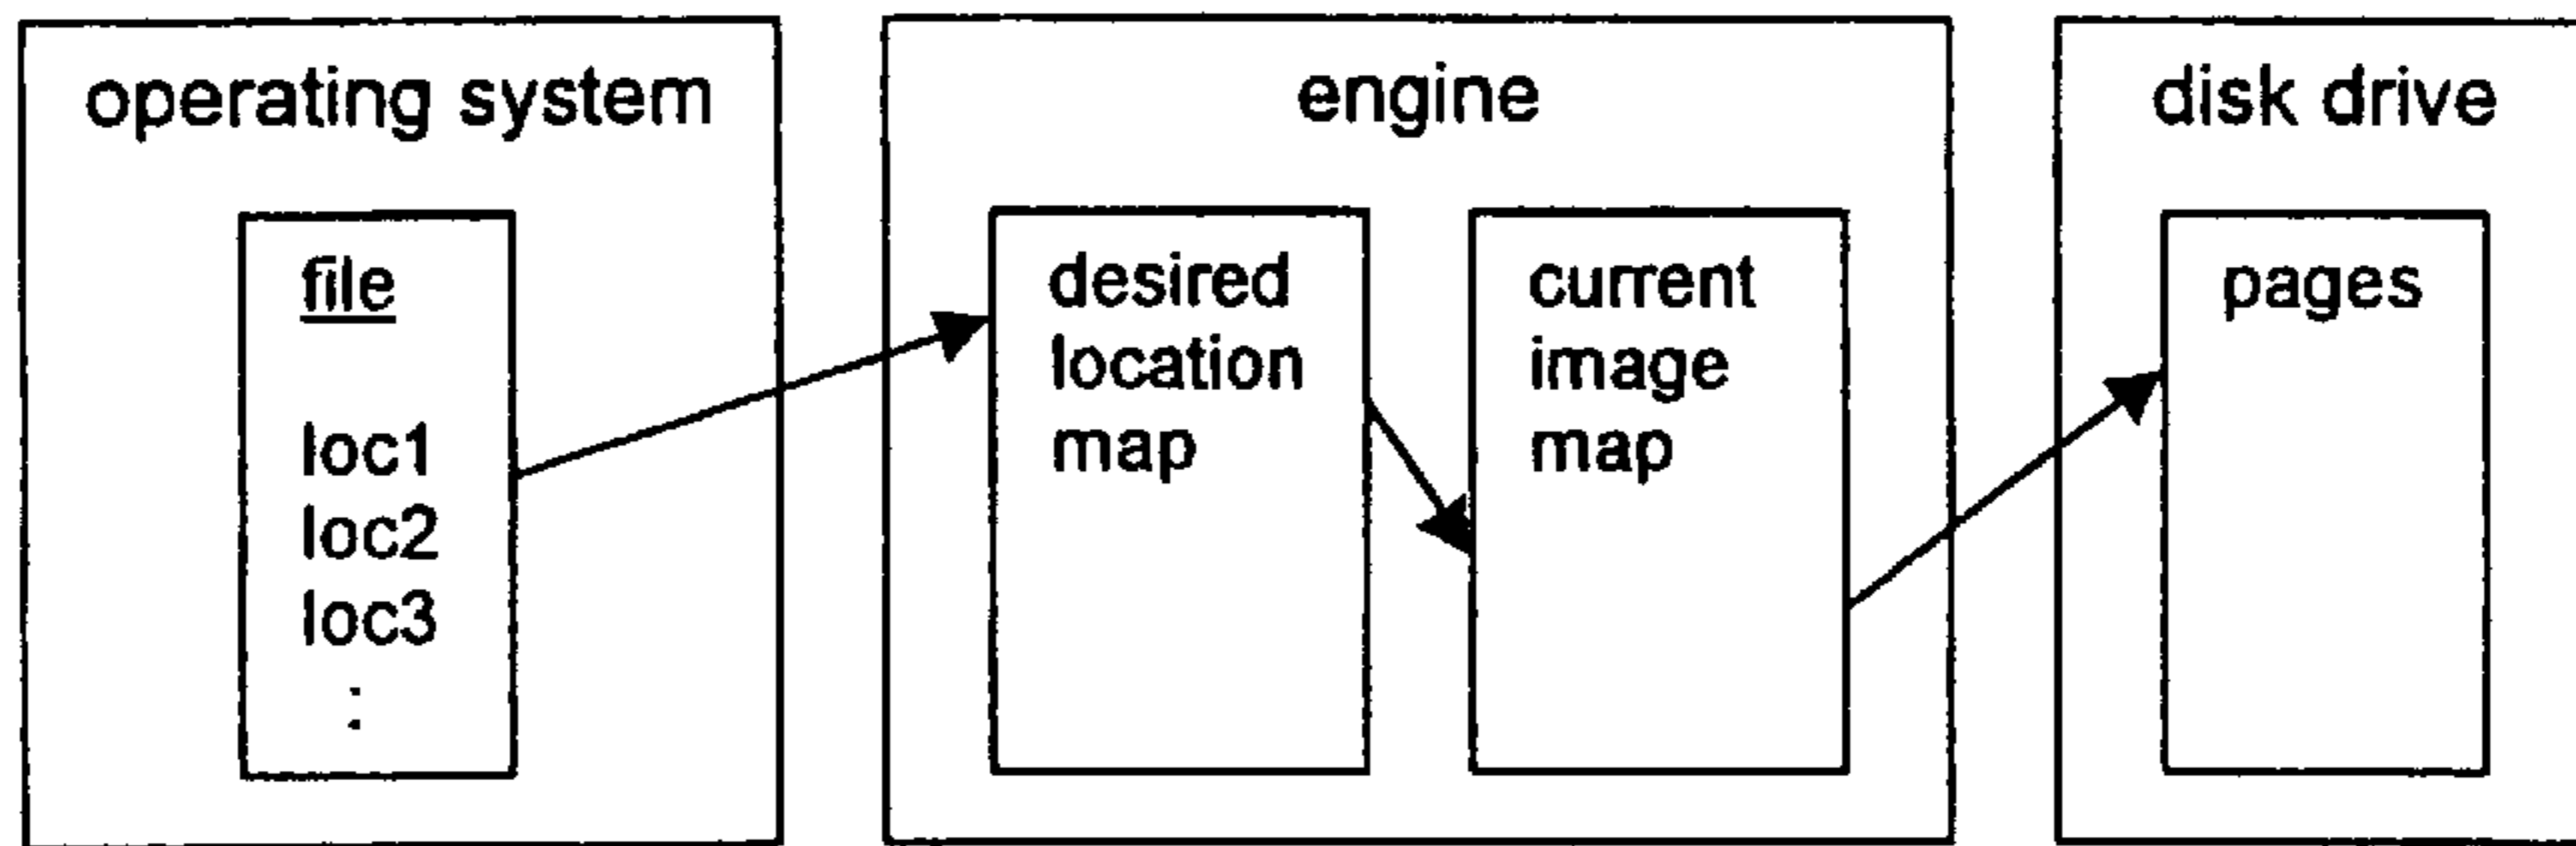 operating system
file
loc1
loc2
loc3
:
engine
desired
location
map
current
image
map
disk drive
pages